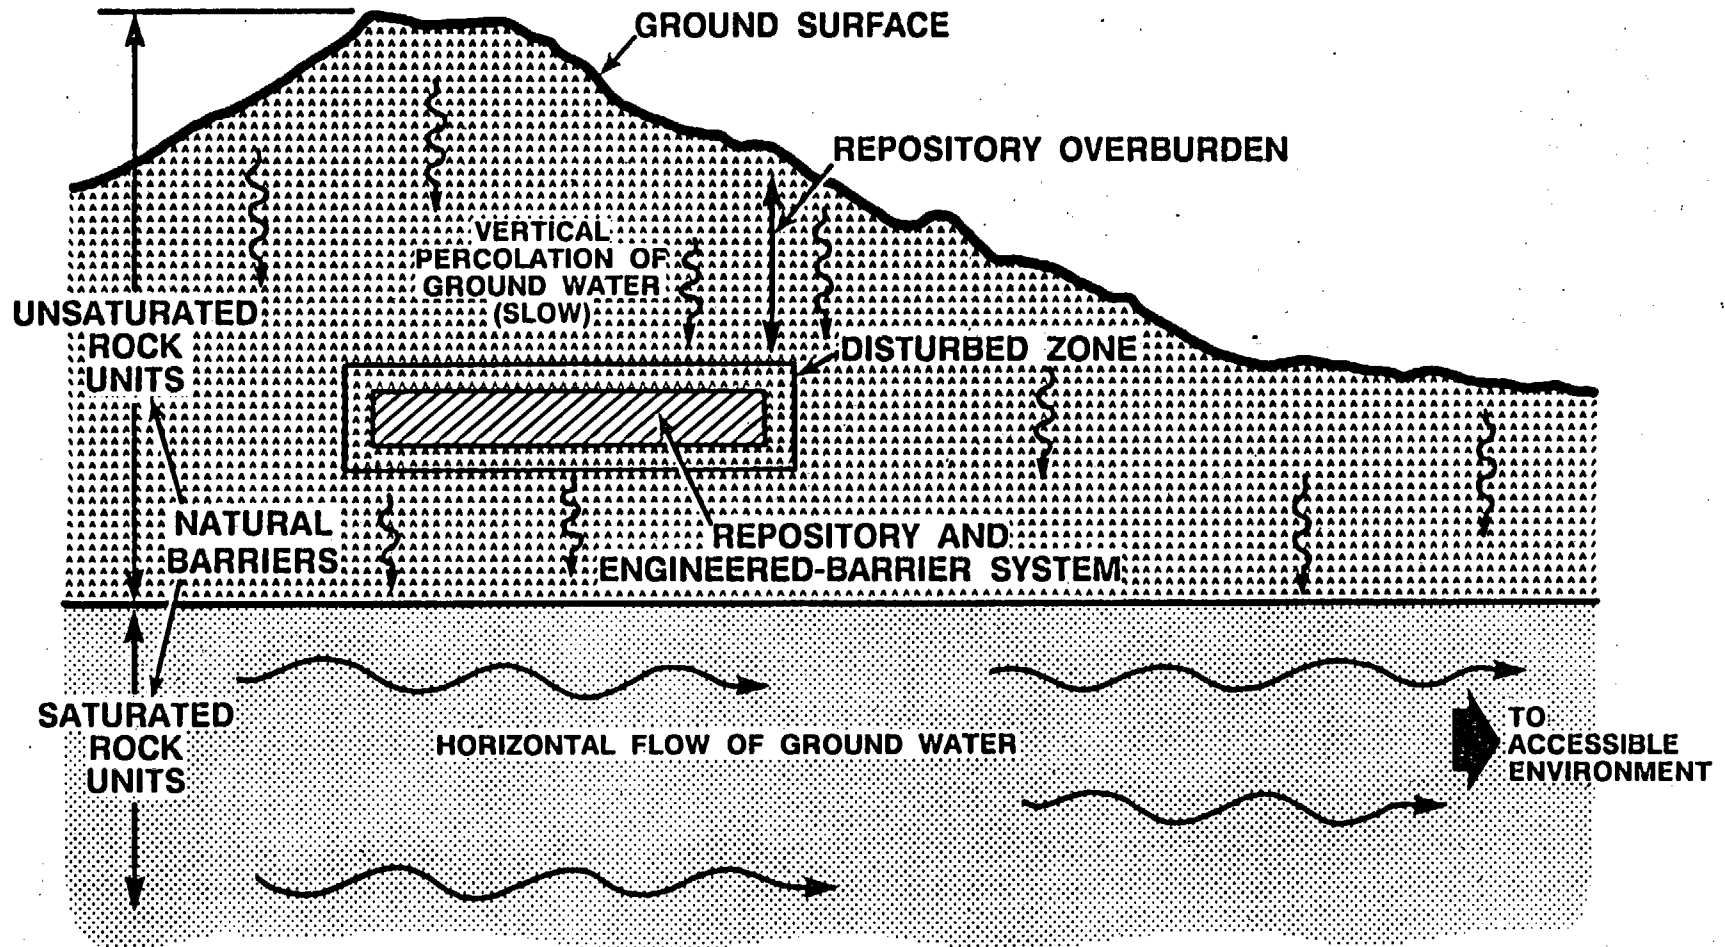 GROUND SURFACE
REPOSITORY OVERBURDEN
VERTICAL
PERCOLATION OF
GROUND WATER
(SLOW)
UNSATURATED
ROCK
UNITS
DISTURBED ZONE
NATURAL
BARRIERS
REPOSITORY AND
ENGINEERED-BARRIER SYSTEM
SATURATED
ROCK
UNITS
HORIZONTAL FLOW OF GROUND WATER
TO
ACCESSIBLE
ENVIRONMENT